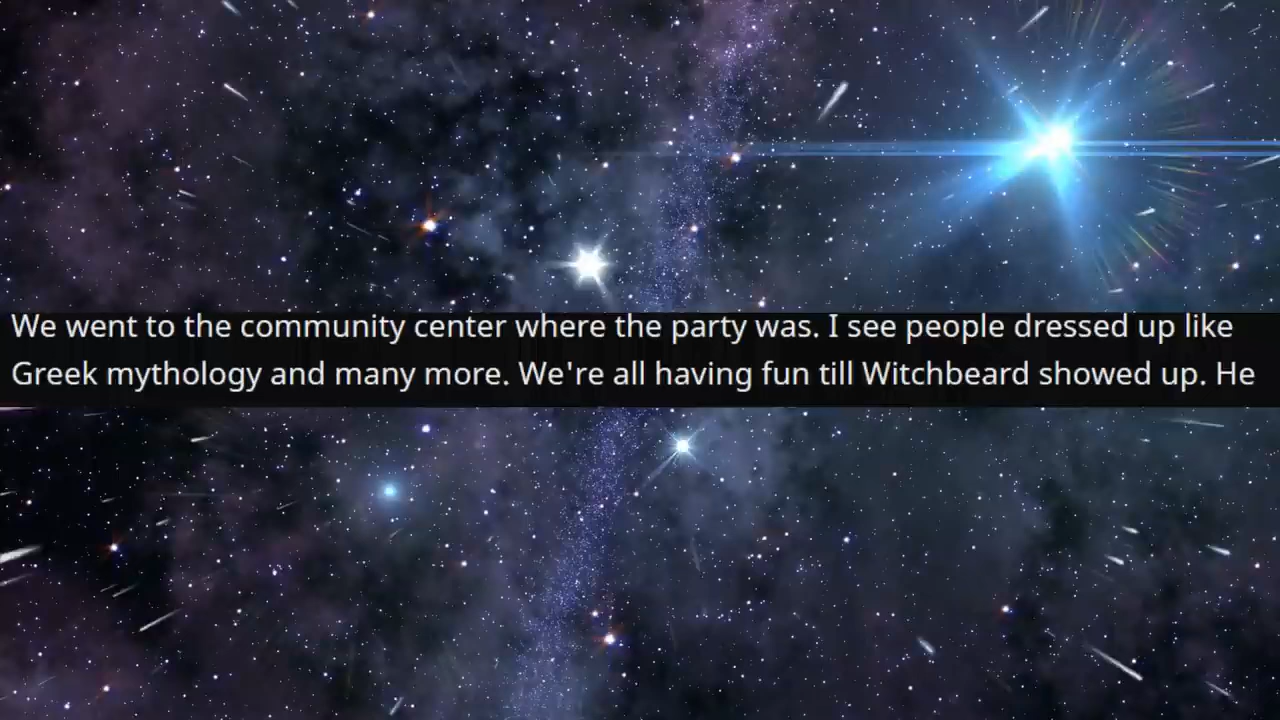 We went to the community center where the party was. I see people dressed up like
Greek mythology and many more. We're all having fun till Witchbeard showed up. He